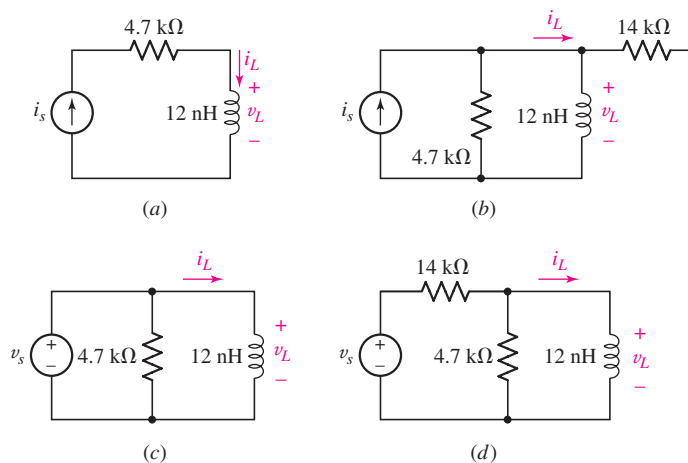 4.7 kΩ
i_L
i_s
12 nH
+
v_L
−
(a)
i_L
14 kΩ
i_s
4.7 kΩ
12 nH
+
v_L
−
(b)
i_L
v_s
+
−
4.7 kΩ
12 nH
+
v_L
−
(c)
14 kΩ
i_L
v_s
+
−
4.7 kΩ
12 nH
+
v_L
−
(d)